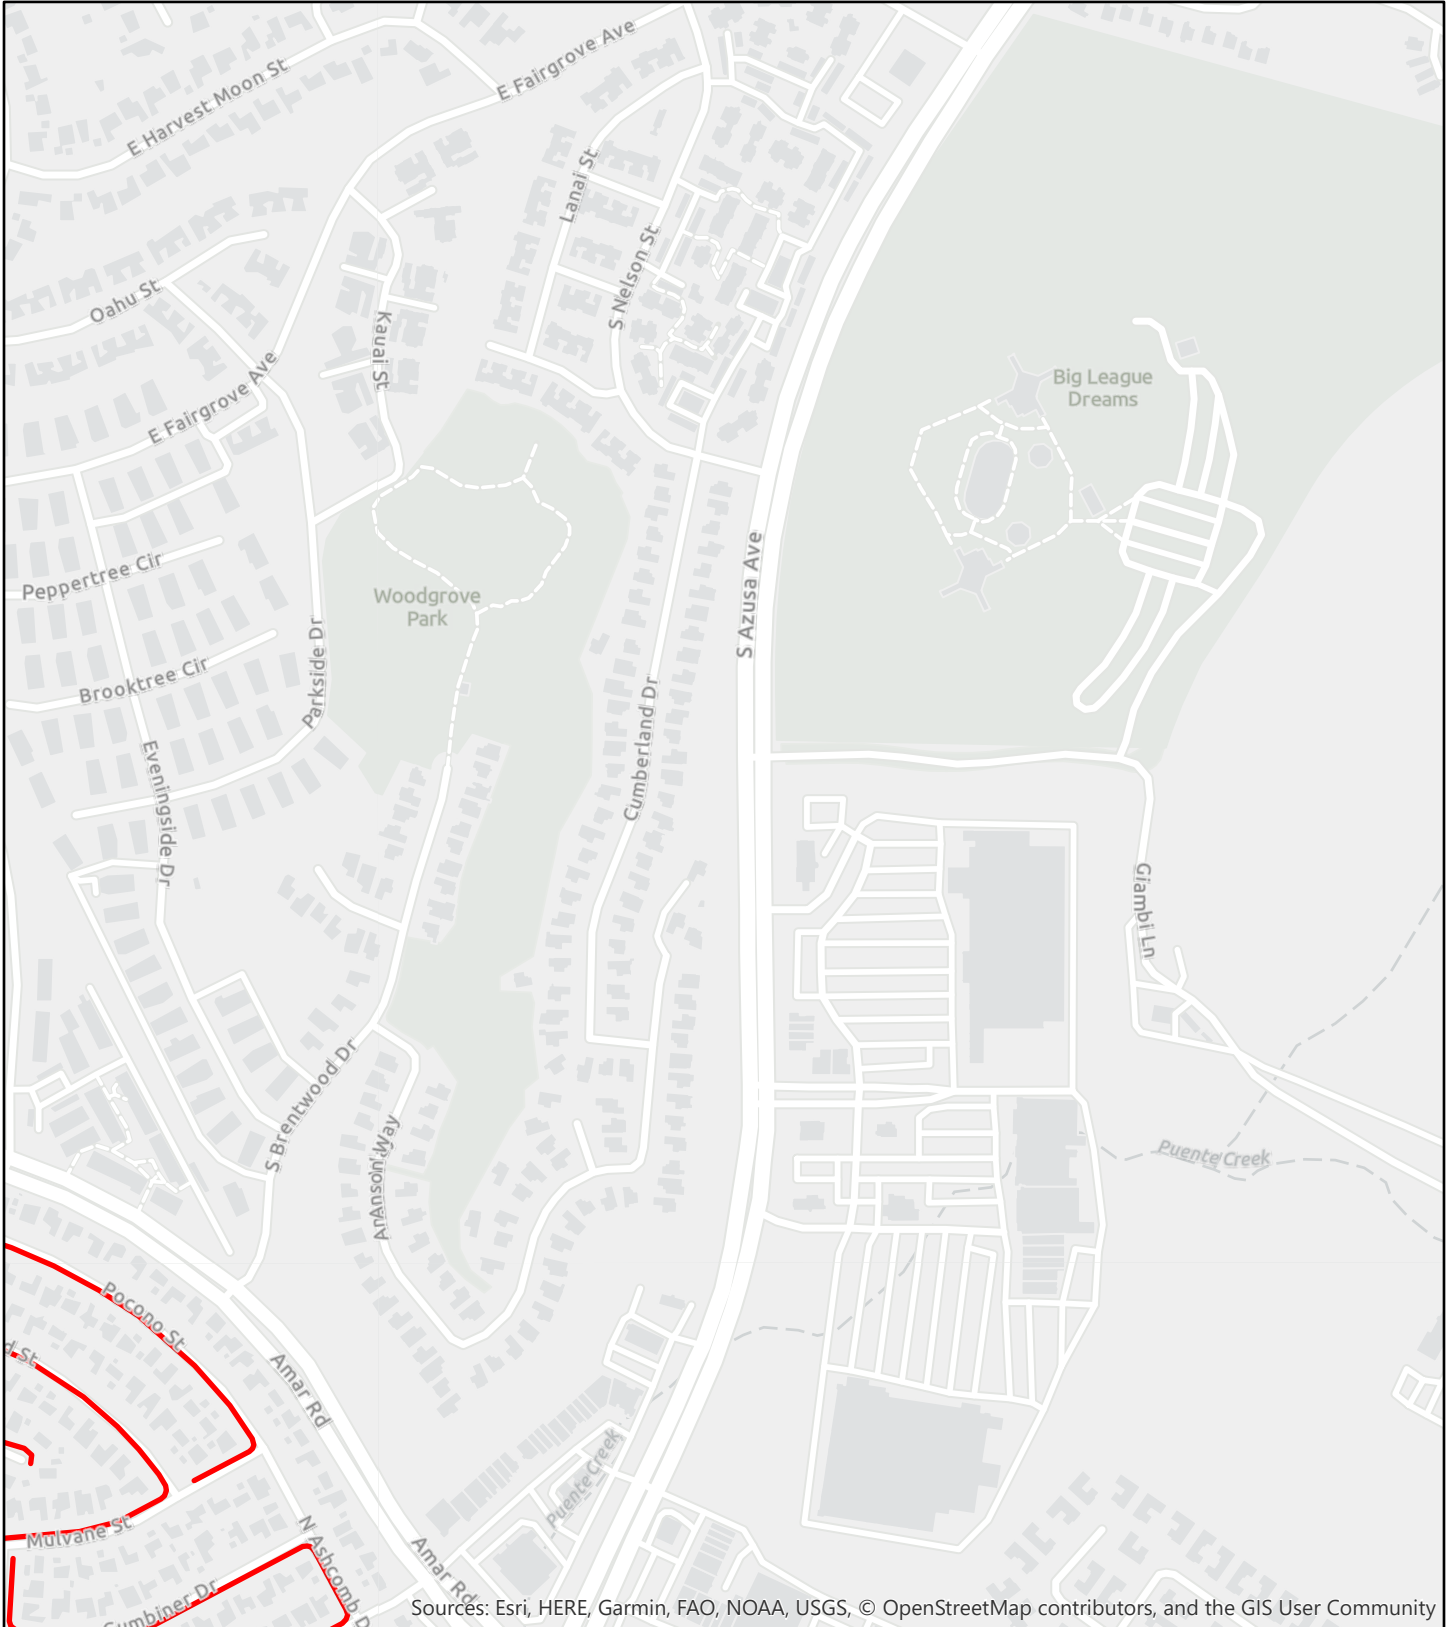 E Harvest Moon St
E Fairgrove Ave
Lanai St
S Nelson St
Oahu St
Kauai St
Big League
Dreams
E Fairgrove Ave
S Azusa Ave
Peppertree Cir
Woodgrove
Park
Parkside Dr
Brooktree Cir
Cumberland Dr
Eveningside Dr
Giambi Ln
S Brentwood Dr
Anson Way
Puente Creek
Pocono St
d St
Amar Rd
Puente Creek
Mulvane St
N Ashcomb D
Amar Rd
Cumbiner Dr
Sources: Esri, HERE, Garmin, FAO, NOAA, USGS, © OpenStreetMap contributors, and the GIS User Community